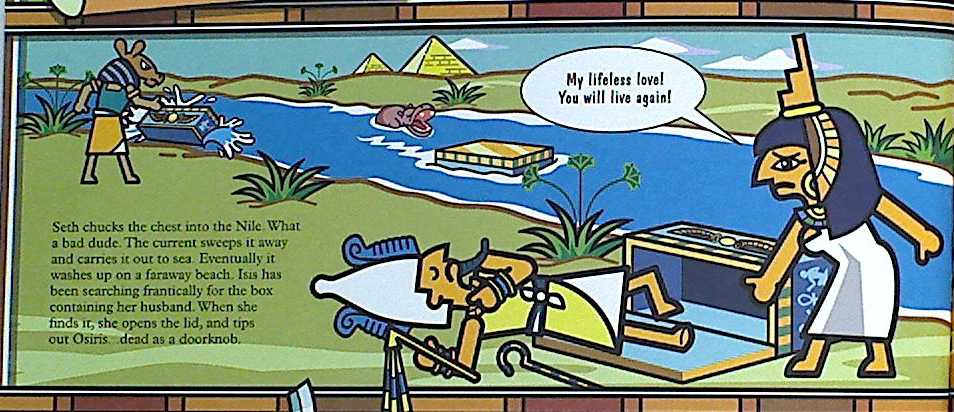 My lifeless love!
You will live again!
Seth chucks the chest into the Nile. What
a bad dude. The current sweeps it away
and carries it out to sea. Eventually it
washes up on a faraway beach. Isis has
been searching frantically for the box
containing her husband. When she
finds it, she opens the lid, and tips
out Osiris...dead as a doorknob.